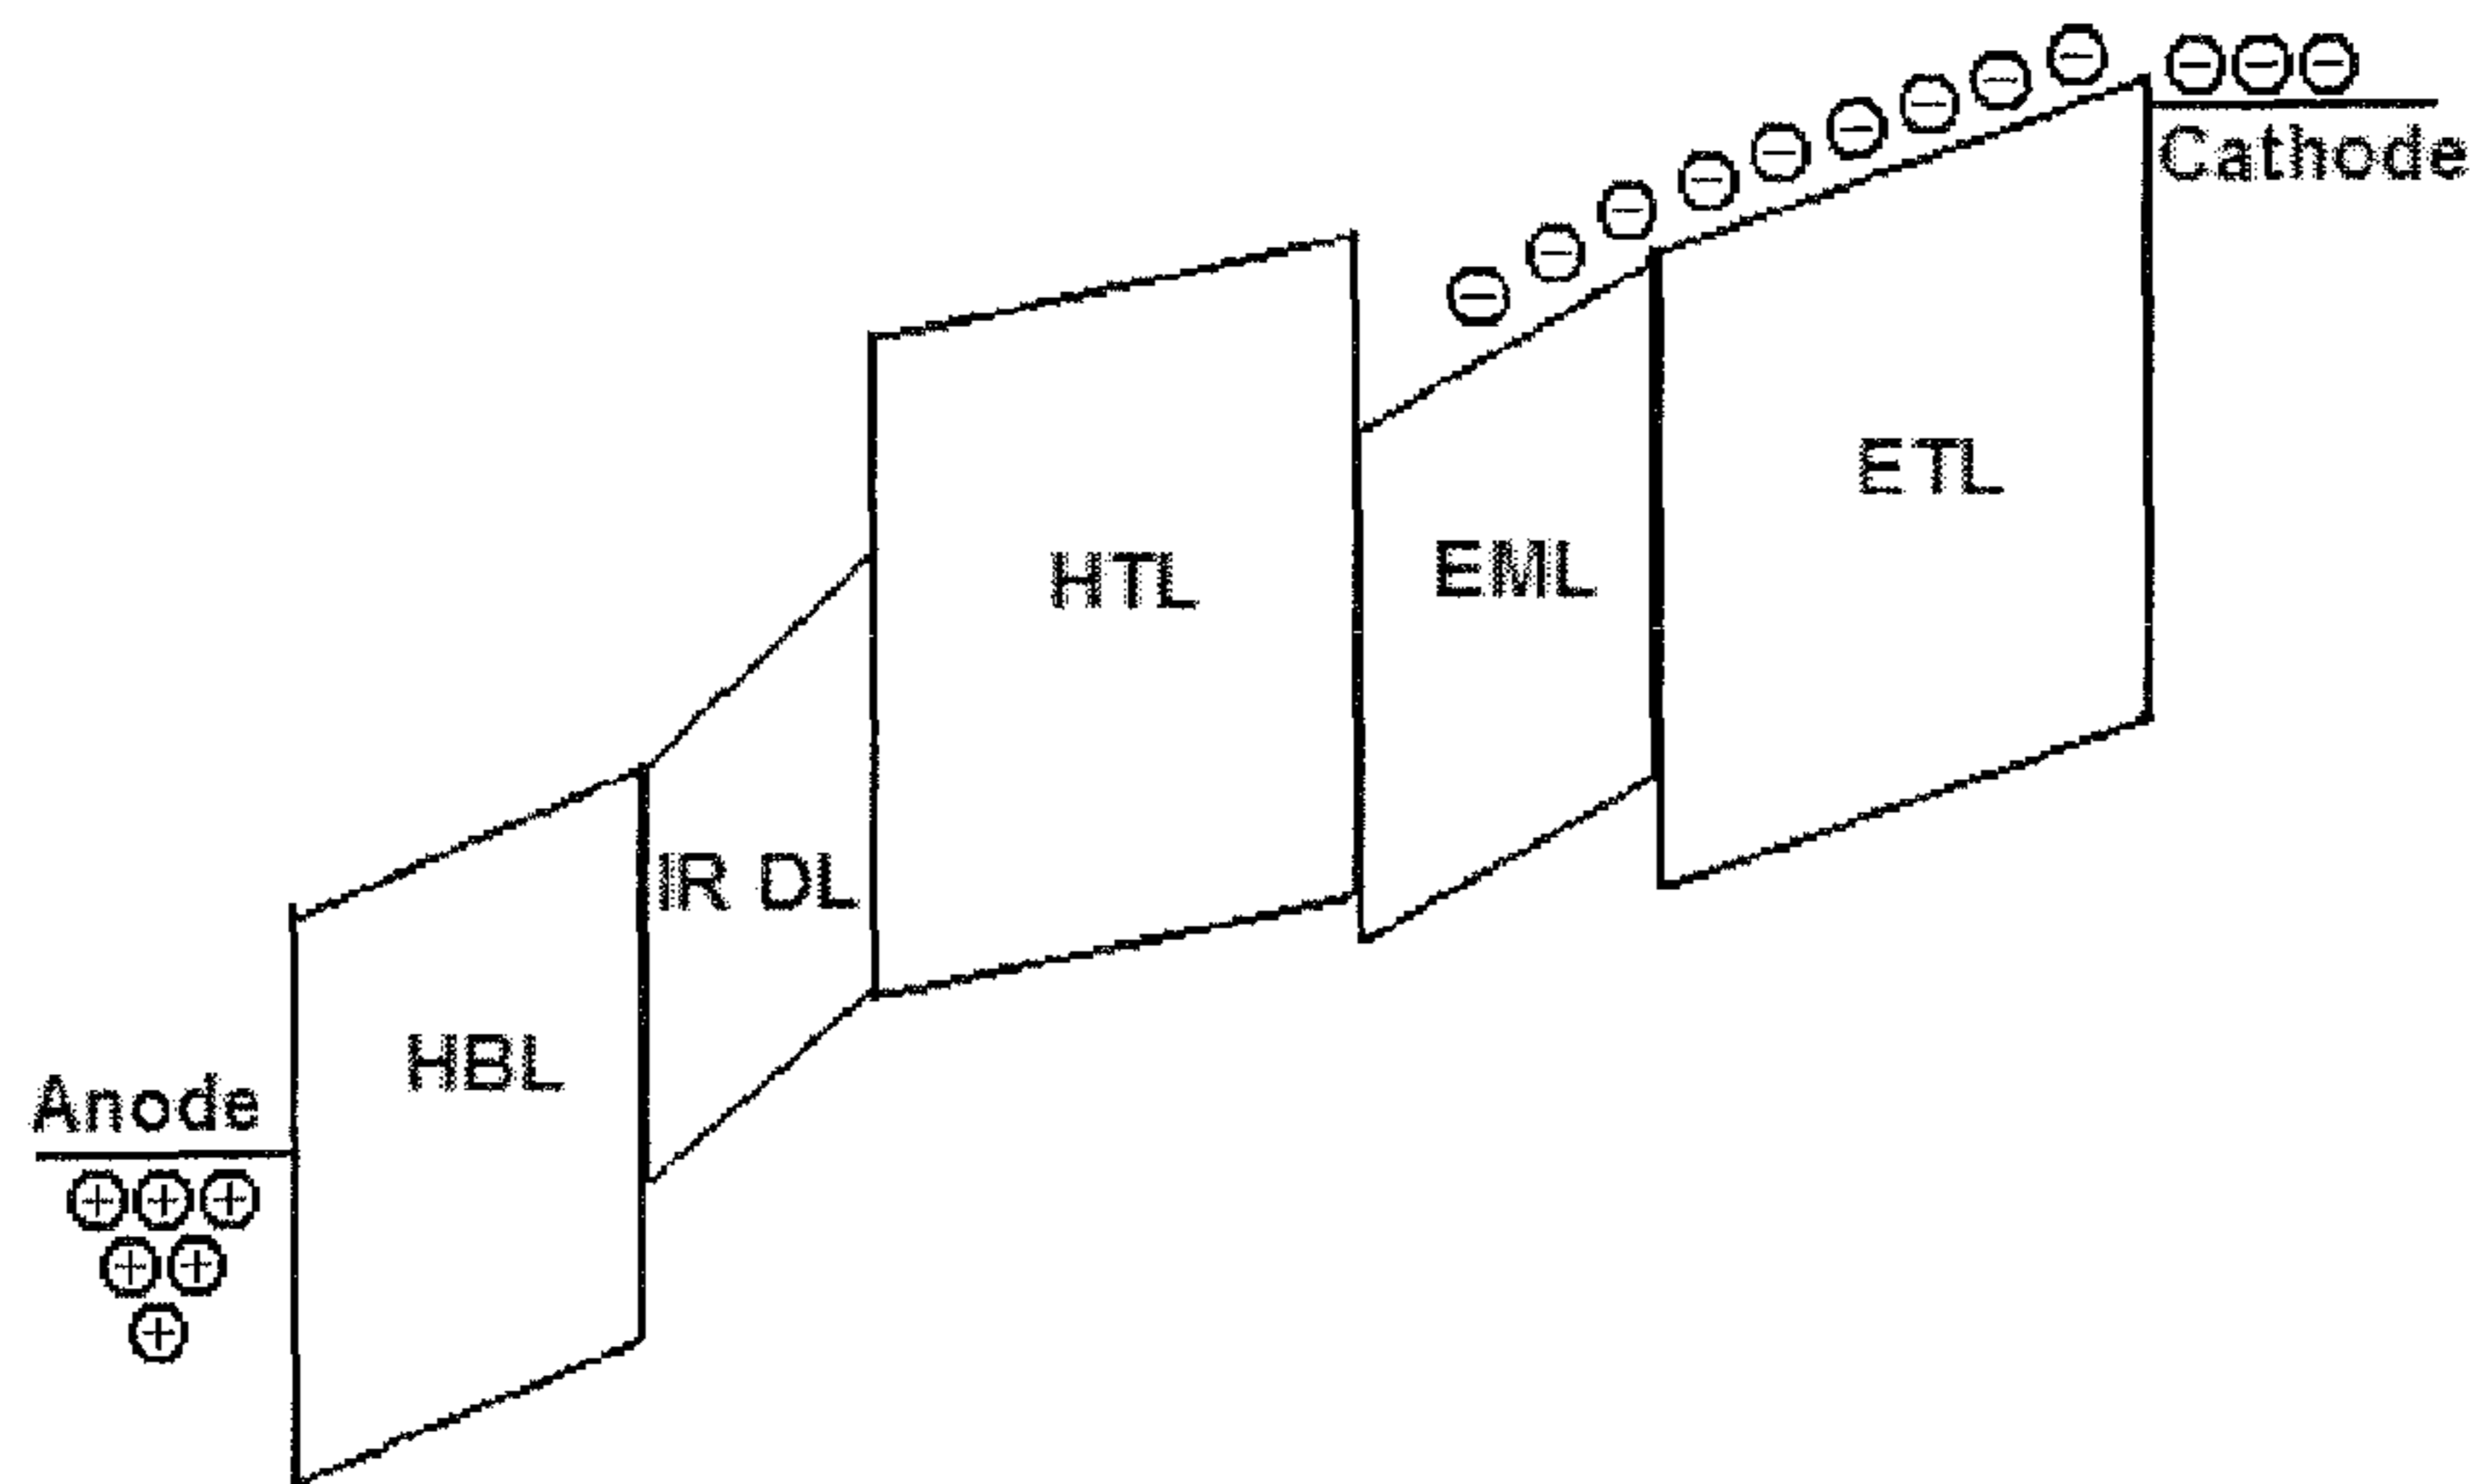 Anode
HBL
IR DL
HTL
EML
ETL
Cathode